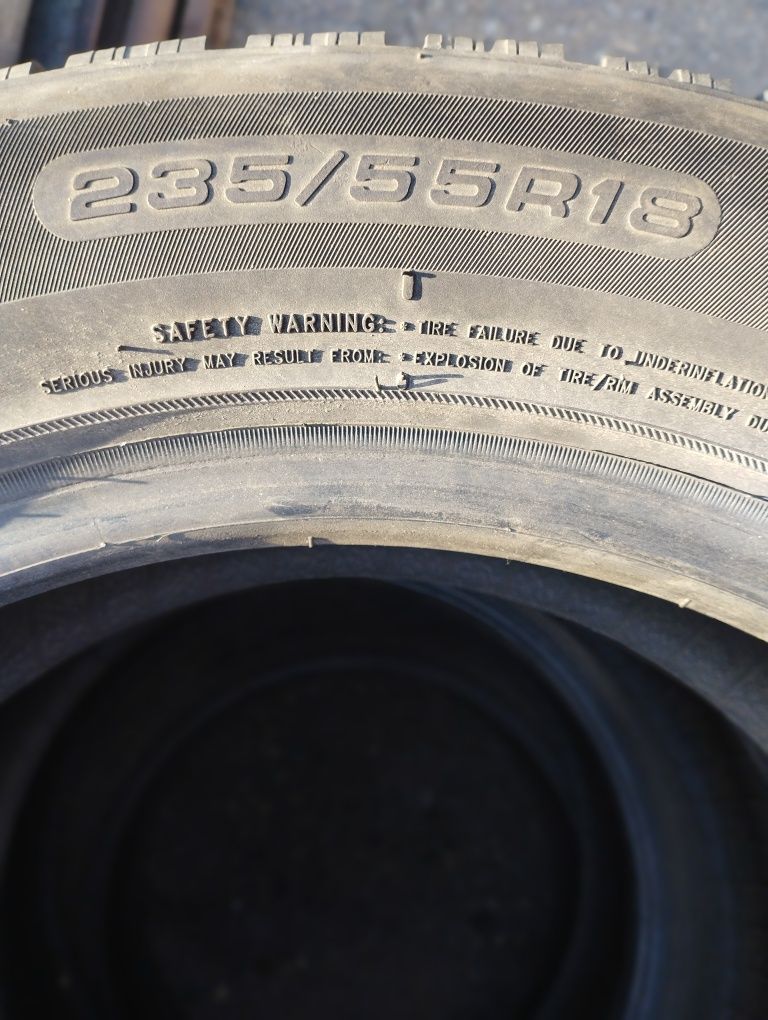 235/55R18
SAFETY WARNING: • TIRE FAILURE DUE TO UNDERINFLATION
SERIOUS INJURY MAY RESULT FROM: • EXPLOSION OF TIRE/RIM ASSEMBLY DU